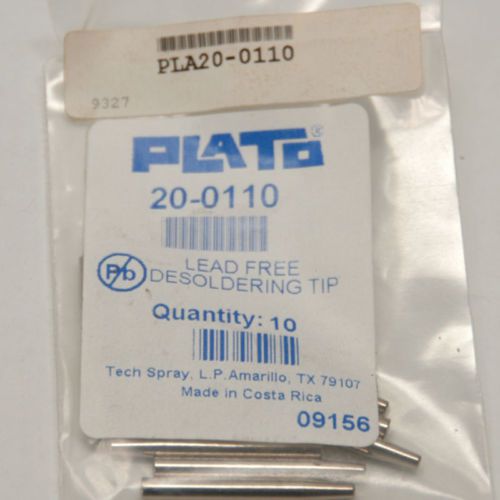 PLA20-0110
9327
PLATO®
20-0110
Pb
LEAD FREE
DESOLDERING TIP
Quantity: 10
Tech Spray, L.P. Amarillo, TX 79107
Made in Costa Rica
09156